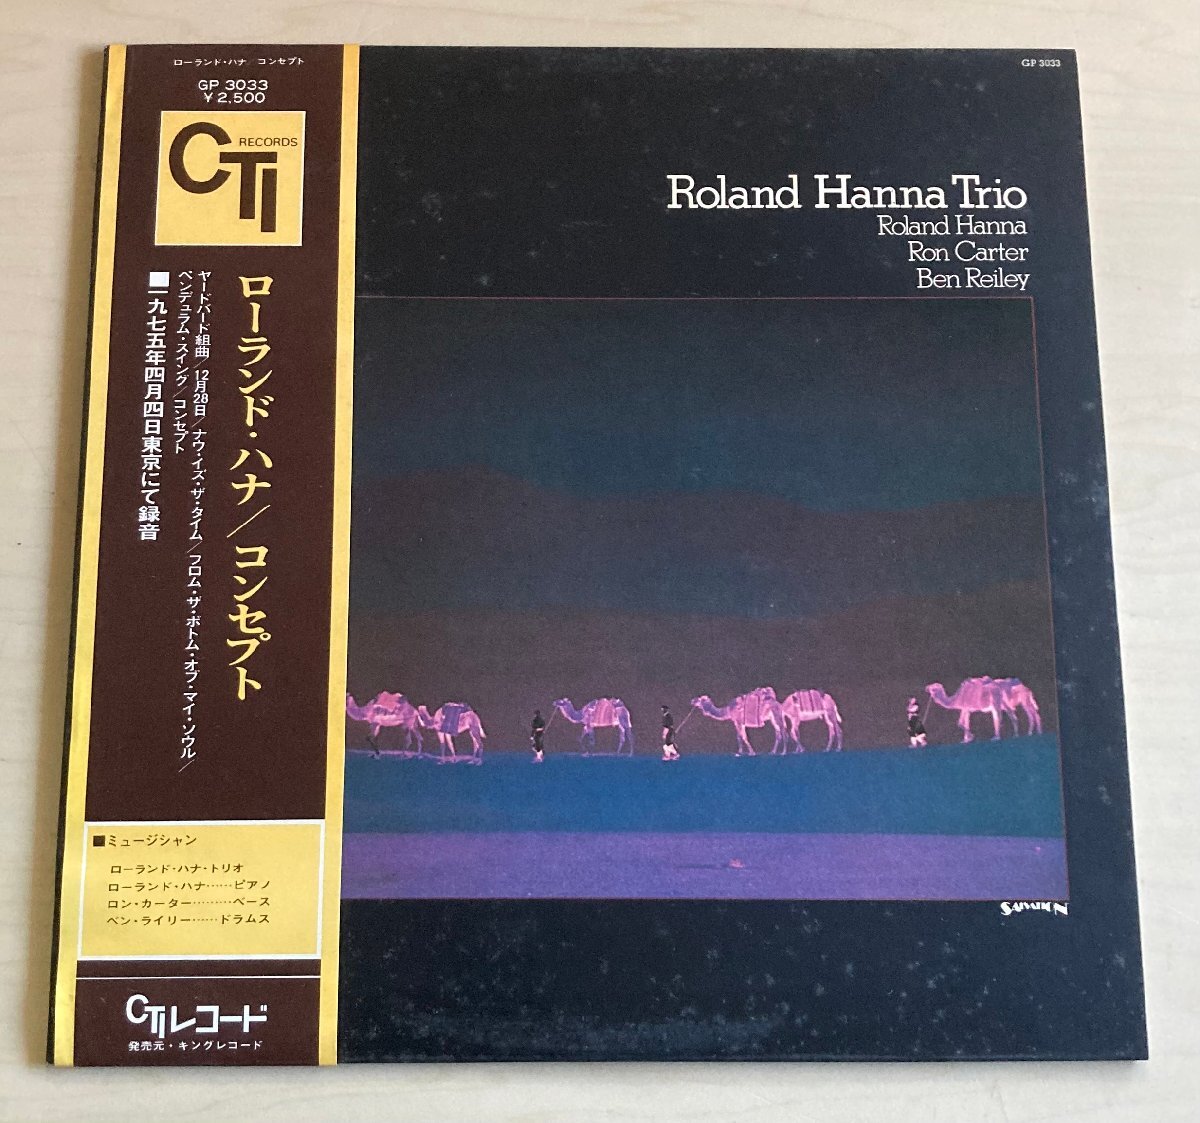 ローランド・ハナ/コンセプト
GP 3033
¥2,500
CTI RECORDS
ローランド・ハナ/コンセプト
ヤードバード組曲/12月28日/ナウ・イズ・ザ・タイム/フロム・ザ・ボトム・オブ・マイ・ソウル/
ペンデュラム・スイング/コンセプト
■一九七五年四月四日東京にて録音
■ミュージシャン
ローランド・ハナ・トリオ
ローランド・ハナ……ピアノ
ロン・カーター………ベース
ベン・ライリー……ドラムス
CTIレコード
発売元・キングレコード
GP 3033
Roland Hanna Trio
Roland Hanna
Ron Carter
Ben Reiley
SALVATION